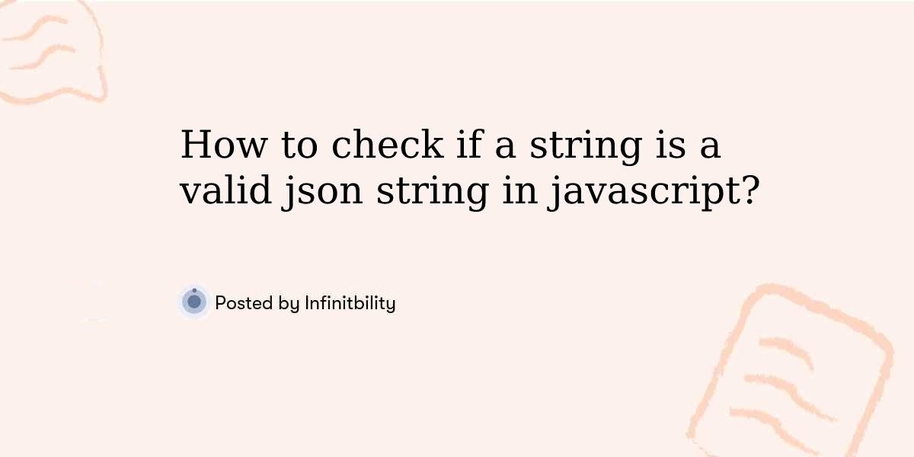 How to check if a string is a
valid json string in javascript?
Posted by Infinitbility